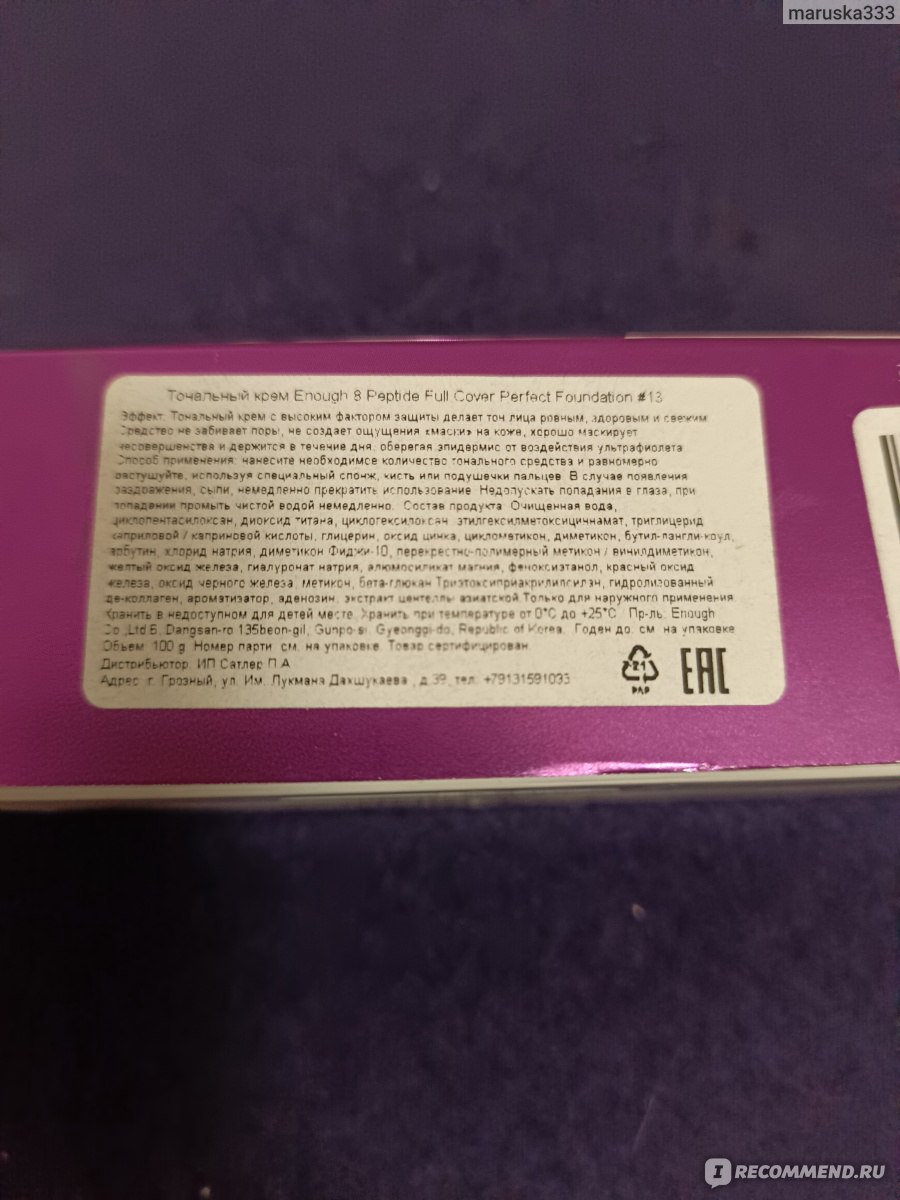 maruska333
Тональный крем Enough 8 Peptide Full Cover Perfect Foundation #13
Эффект: Тональный крем с высоким фактором защиты делает тон лица ровным, здоровым и свежим
Средство не забивает поры, не создает ощущения «маски» на коже, хорошо маскирует
несовершенства и держится в течение дня, оберегая эпидермис от воздействия ультрафиолета
Способ применения: нанесите необходимое количество тонального средства и равномерно
растушуйте, используя специальный спонж, кисть или подушечки пальцев. В случае появления
раздражения, сыпи, немедленно прекратить использование. Недопускать попадания в глаза, при
попадании промыть чистой водой немедленно. Состав продукта: Очищенная вода,
циклопентасилоксан, диоксид титана, циклогексилоксан, этилгексилметоксициннамат, триглицерид
каприловой / каприновой кислоты, глицерин, оксид цинка, циклометикон, диметикон, бутил-
арбутин, хлорид натрия, диметикон Фиджи-10, перекрестно-полимерный метикон / винилдиметикон,
желтый оксид железа, гиалуронат натрия, алюмосиликат магния, феноксиэтанол, красный оксид
железа, оксид черного железа, метикон, бета-глюкан, гидролизованный
де-коллаген, ароматизатор, аденозин, экстракт центеллы азиатской Только для наружного применения.
Хранить в недоступном для детей месте. Хранить при температуре от 0°C до +25°C. Пр-ль: Enough
Co.,Ltd 6, Dangsan-ro 135beon-gil, Gunpo-si, Gyeonggi-do, Republic of Korea. Годен до: см. на упаковке
Объем: 100 g Номер парти: см. на упаковке. Товар сертифицирован.
Дистрибьютор: ИП Сатлер П.А.
Адрес: г. Грозный, ул. Им. Лукмана Дахшукаева, д.39, тел: +79131591093
21
PAP
EAC
IRECOMMEND.RU